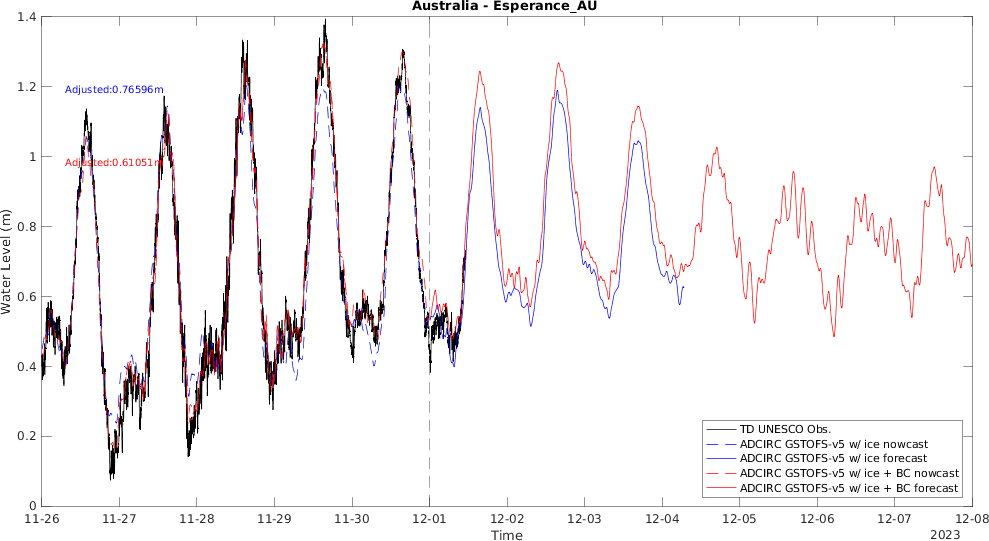 Australia - Esperance_AU
1.4
1.2
1
0.8
0.6
0.4
0.2
0
Water Level (m)
Adjusted:0.76596m
Adjusted:0.61051m
TD UNESCO Obs.
ADCIRC GSTOFS-v5 w/ ice nowcast
ADCIRC GSTOFS-v5 w/ ice forecast
ADCIRC GSTOFS-v5 w/ ice + BC nowcast
ADCIRC GSTOFS-v5 w/ ice + BC forecast
11-26 11-27 11-28 11-29 11-30 12-01 12-02 12-03 12-04 12-05 12-06 12-07 12-08
Time
2023